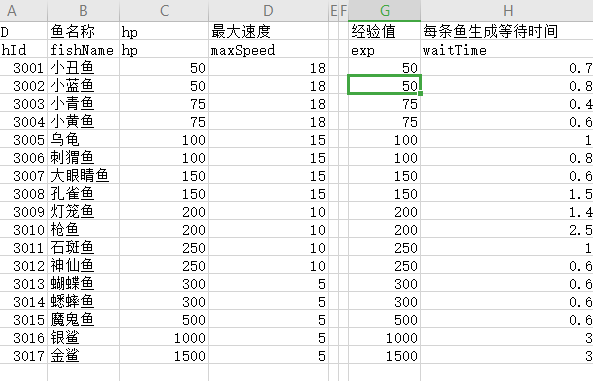 A B C D E F G H
D 鱼名称 hp 最大速度 经验值 每条鱼生成等待时间
hId fishName hp maxSpeed exp waitTime
3001 小丑鱼 50 18 50 0.7
3002 小蓝鱼 50 18 50 0.8
3003 小青鱼 75 18 75 0.4
3004 小黄鱼 75 18 75 0.6
3005 乌龟 100 15 100 1
3006 刺猬鱼 100 15 100 0.8
3007 大眼睛鱼 150 15 150 0.6
3008 孔雀鱼 150 15 150 1.5
3009 灯笼鱼 200 10 200 1.4
3010 枪鱼 200 10 200 2.5
3011 石斑鱼 250 10 250 1
3012 神仙鱼 250 10 250 0.6
3013 蝴蝶鱼 300 5 300 0.6
3014 蟋蟀鱼 300 5 300 0.6
3015 魔鬼鱼 500 5 500 0.6
3016 银鲨 1000 5 1000 3
3017 金鲨 1500 5 1500 3